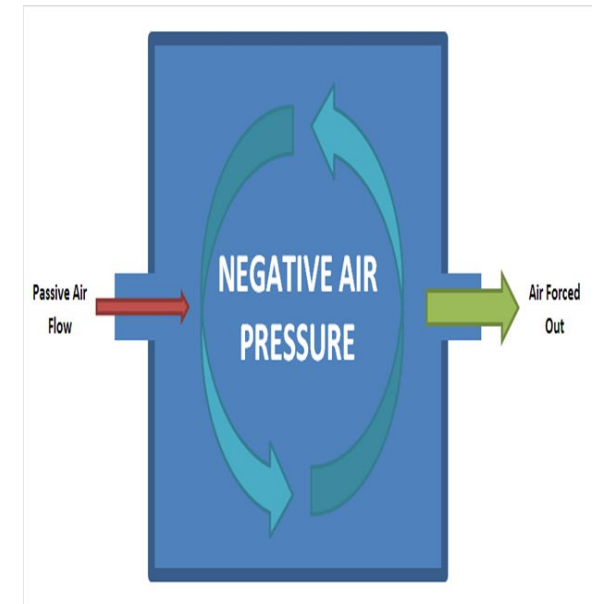 Passive Air
Flow
NEGATIVE AIR
PRESSURE
Air Forced
Out